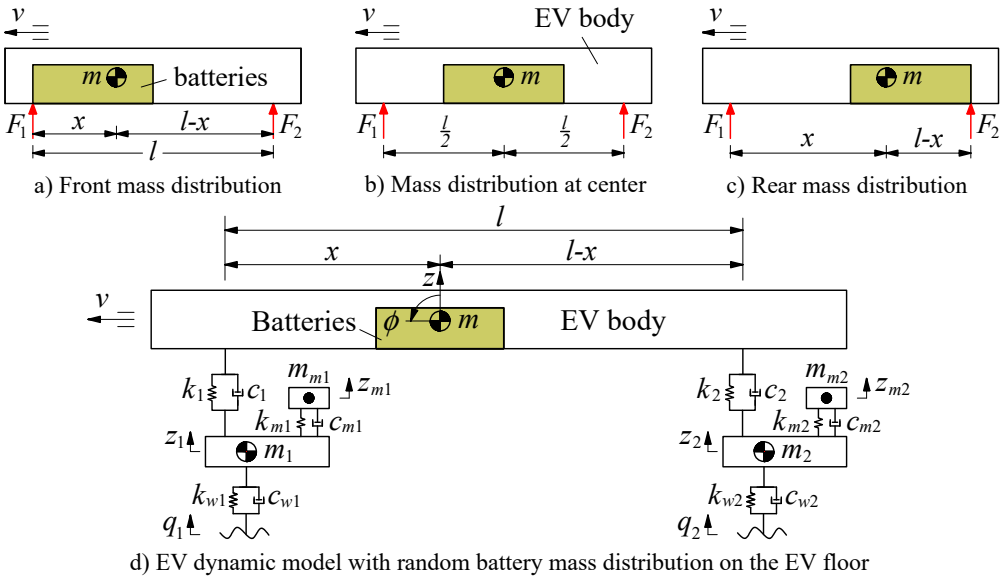 v
EV body
v
v
m
batteries
m
m
F1
F2
F1
F2
F1
F2
x
l-x
l/2
l/2
x
l-x
l
a) Front mass distribution
b) Mass distribution at center
c) Rear mass distribution
l
x
l-x
z
v
Batteries
ϕ
m
EV body
k1
c1
mm1
zm1
k2
c2
mm2
zm2
z1
km1
cm1
z2
km2
cm2
m1
m2
kw1
cw1
kw2
cw2
q1
q2
d) EV dynamic model with random battery mass distribution on the EV floor